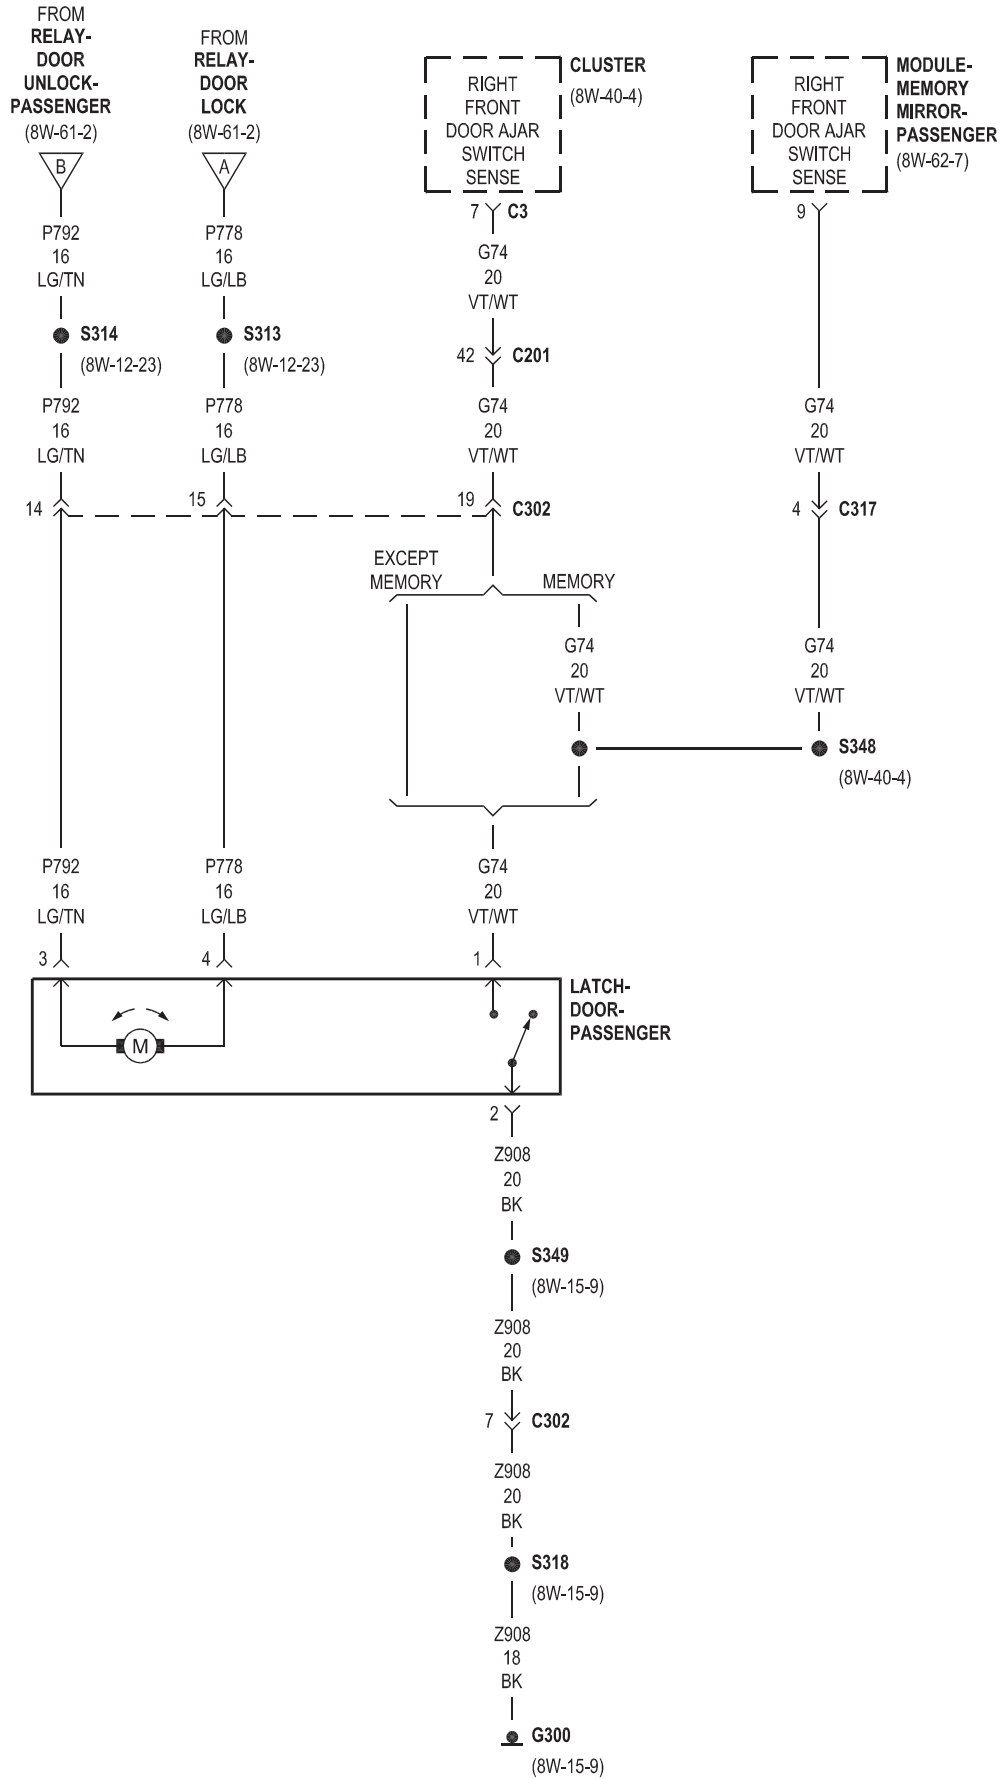 FROM
RELAY-
DOOR
UNLOCK-
PASSENGER
(8W-61-2)
B
FROM
RELAY-
DOOR
LOCK
(8W-61-2)
A
RIGHT
FRONT
DOOR AJAR
SWITCH
SENSE
CLUSTER
(8W-40-4)
RIGHT
FRONT
DOOR AJAR
SWITCH
SENSE
MODULE-
MEMORY
MIRROR-
PASSENGER
(8W-62-7)
7 C3
9
P792
16
LG/TN
P778
16
LG/LB
G74
20
VT/WT
S314
(8W-12-23)
S313
(8W-12-23)
42 C201
P792
16
LG/TN
P778
16
LG/LB
G74
20
VT/WT
G74
20
VT/WT
14
15
19 C302
4 C317
EXCEPT
MEMORY
MEMORY
G74
20
VT/WT
G74
20
VT/WT
S348
(8W-40-4)
P792
16
LG/TN
P778
16
LG/LB
G74
20
VT/WT
3
4
1
M
LATCH-
DOOR-
PASSENGER
2
Z908
20
BK
S349
(8W-15-9)
Z908
20
BK
7 C302
Z908
20
BK
S318
(8W-15-9)
Z908
18
BK
G300
(8W-15-9)